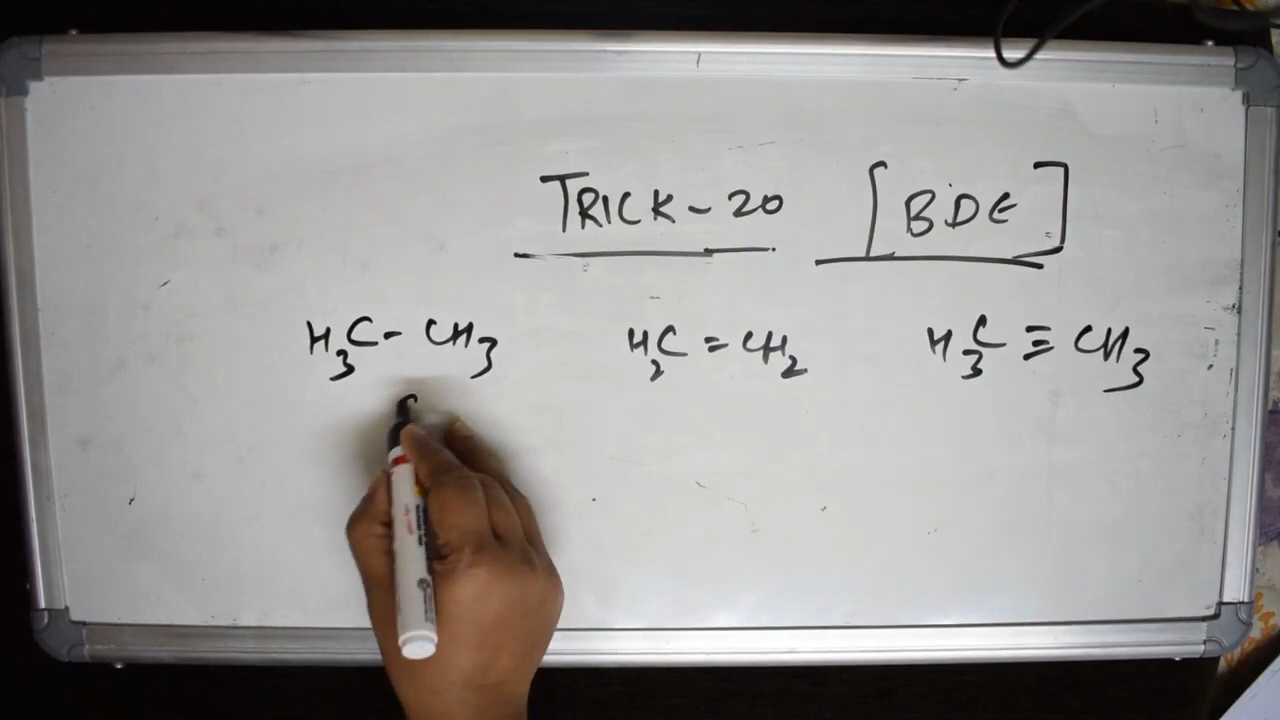 TRICK - 20 [BDE]
H₃C - CH₃ H₂C = CH₂ H₃C ≡ CH₃